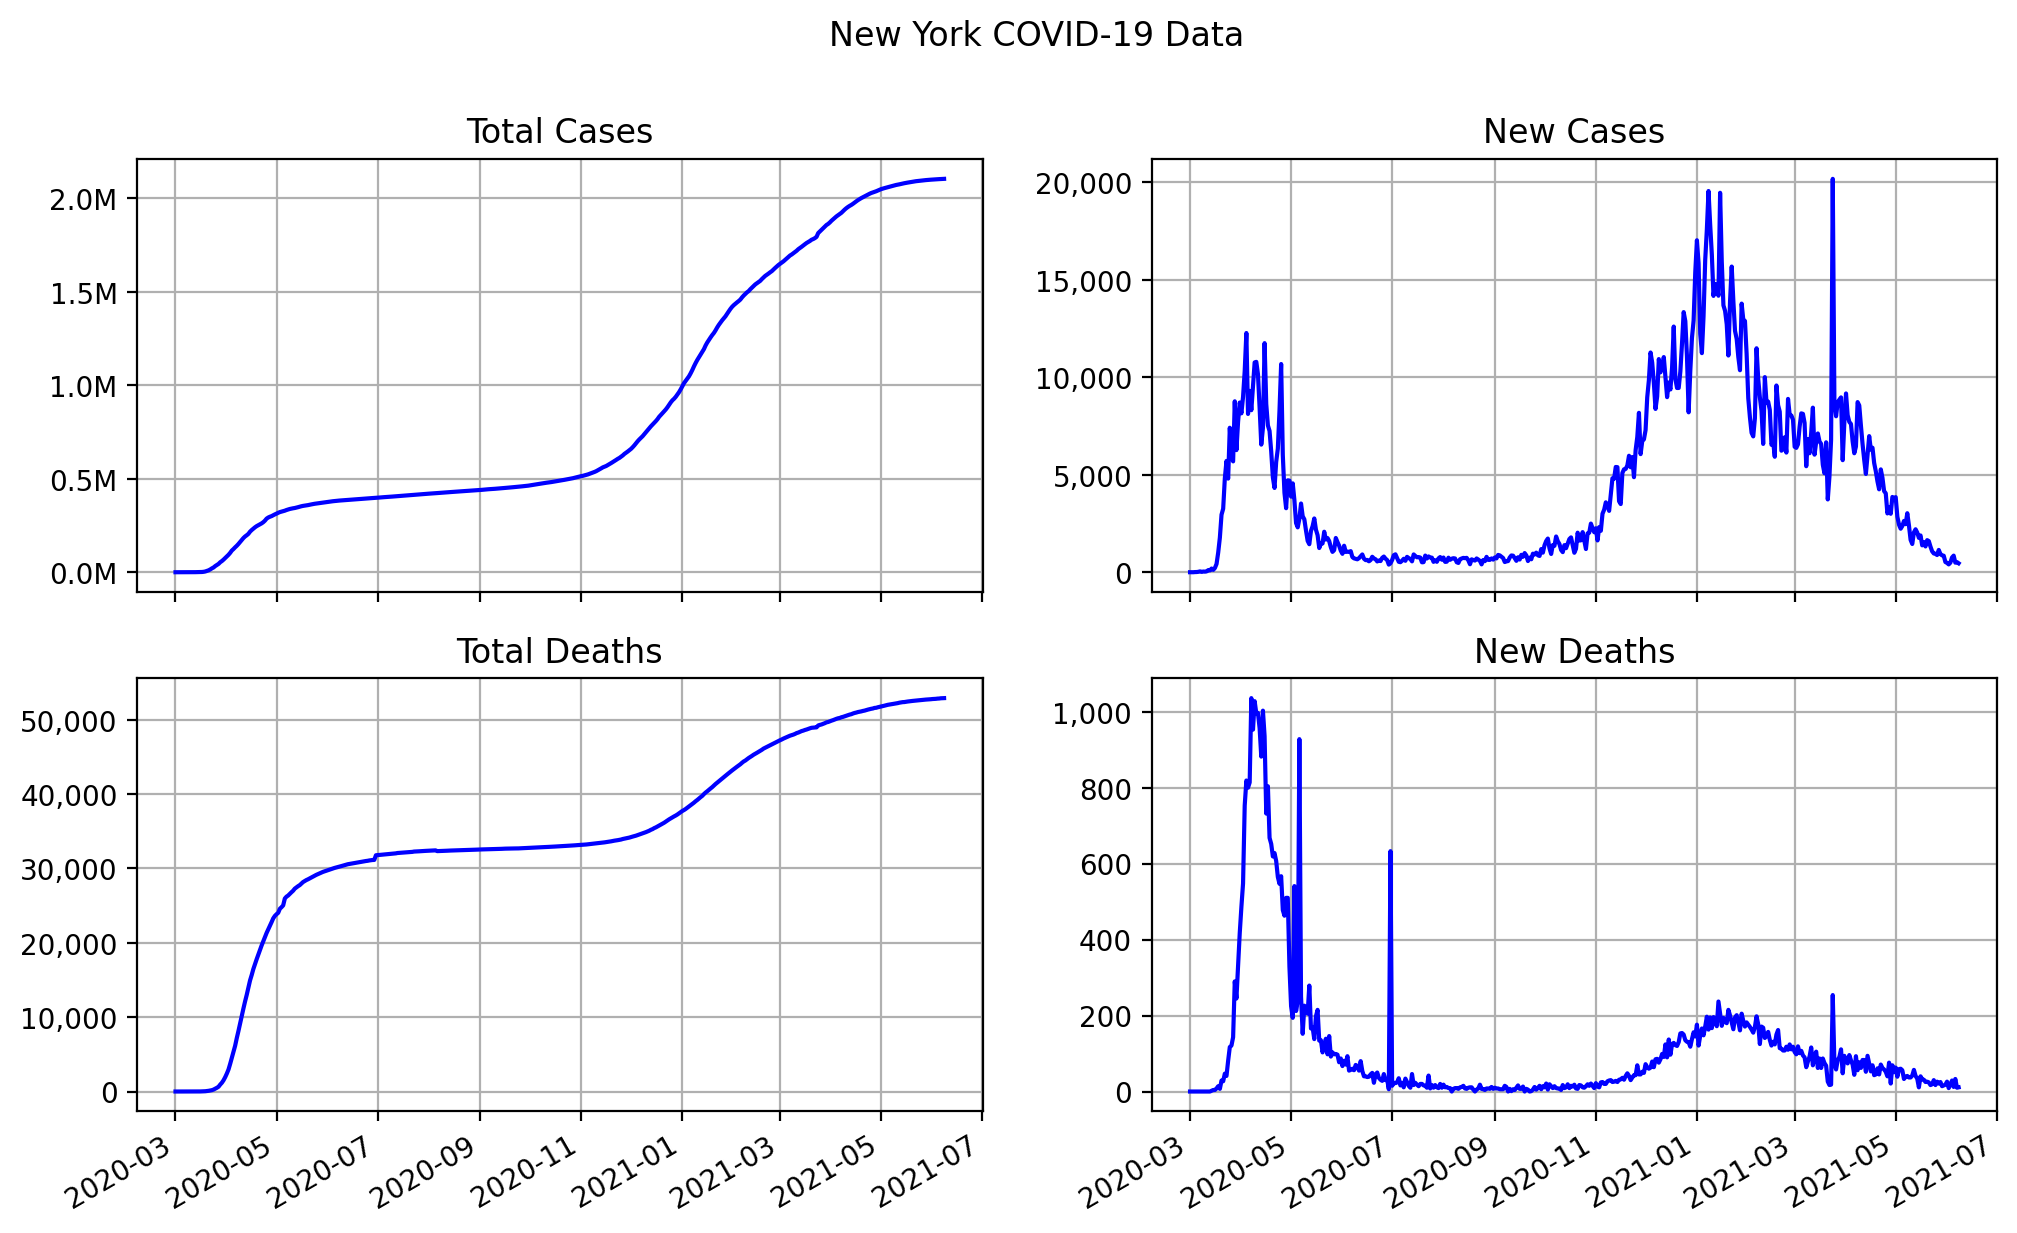 New York COVID-19 Data
Total Cases
2.0M
1.5M
1.0M
0.5M
0.0M
New Cases
20,000
15,000
10,000
5,000
0
Total Deaths
50,000
40,000
30,000
20,000
10,000
0
2020-03 2020-05 2020-07 2020-09 2020-11 2021-01 2021-03 2021-05 2021-07
New Deaths
1,000
800
600
400
200
0
2020-03 2020-05 2020-07 2020-09 2020-11 2021-01 2021-03 2021-05 2021-07